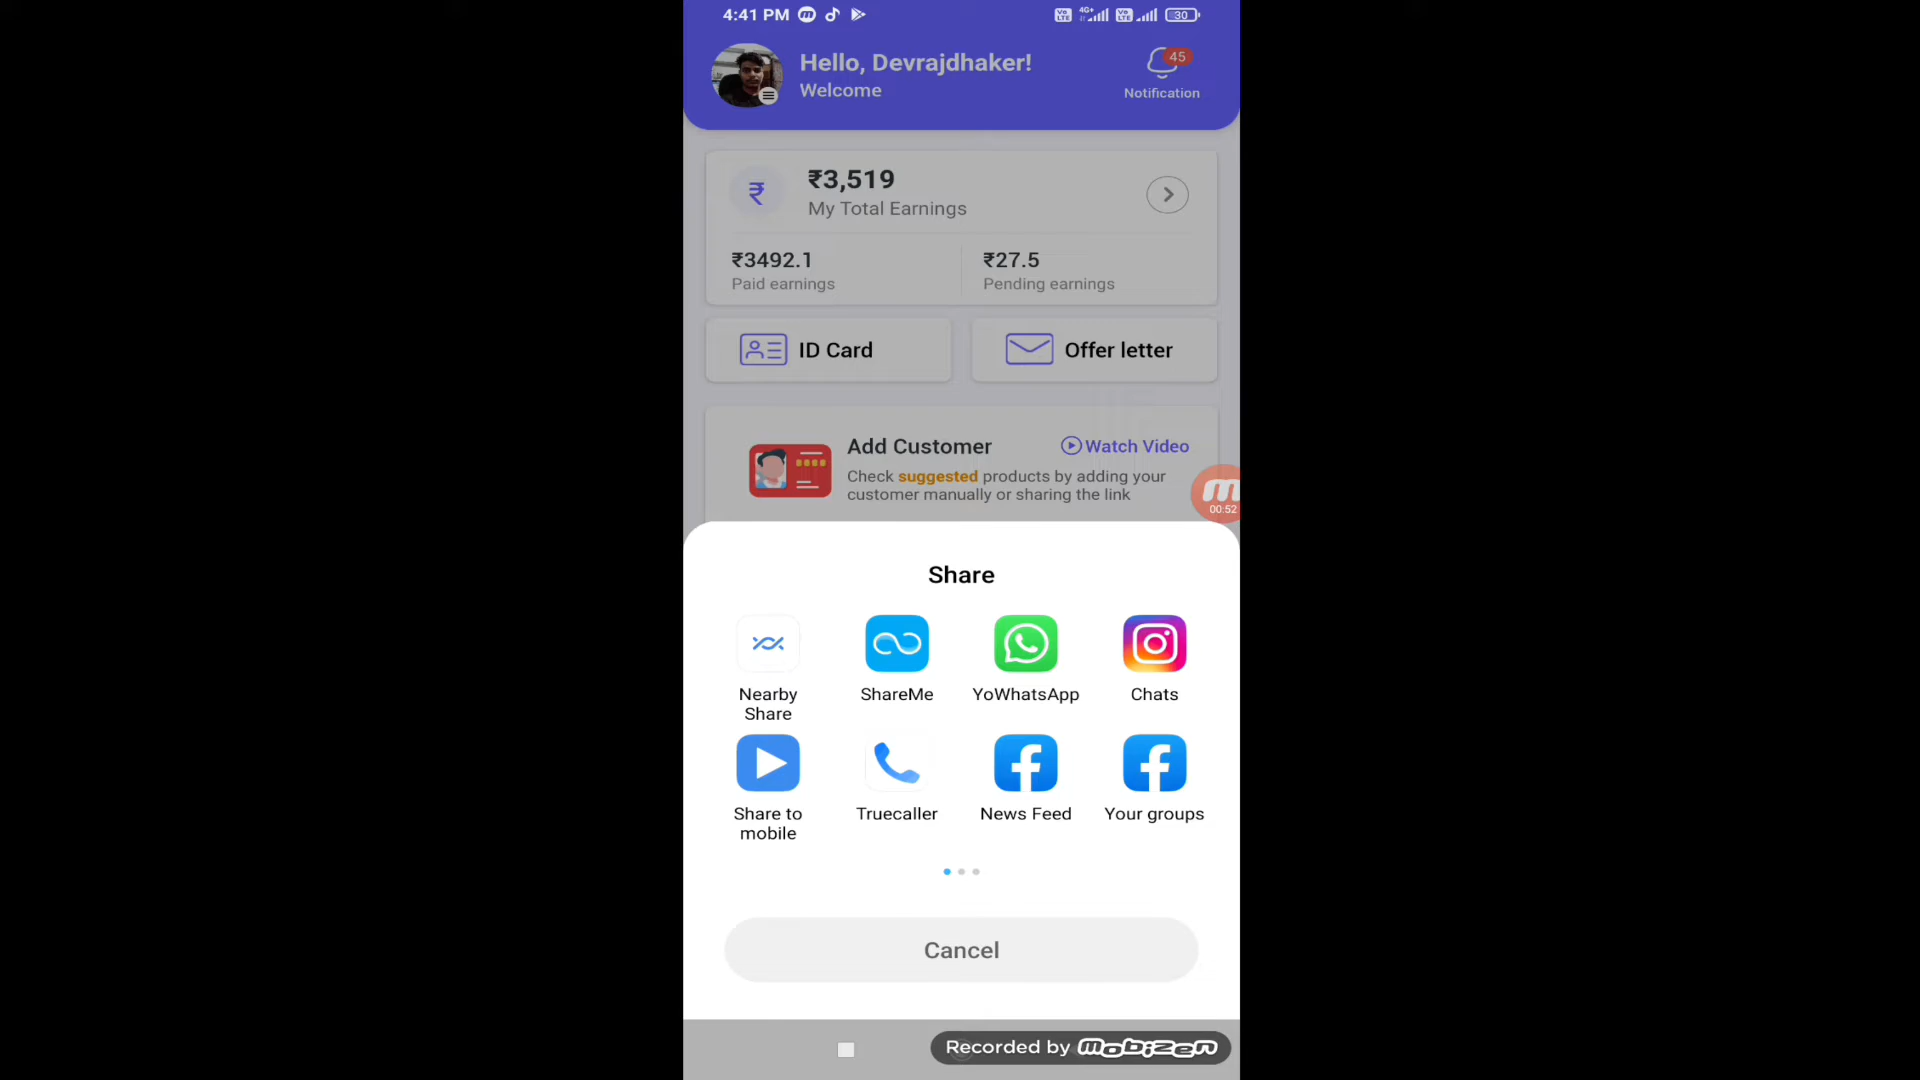 4:41 PM
4G+
30
Hello, Devrajdhaker!
Welcome
45
Notification
₹
₹3,519
My Total Earnings
₹3492.1
Paid earnings
₹27.5
Pending earnings
ID Card
Offer letter
Add Customer
Watch Video
Check suggested products by adding your
customer manually or sharing the link
00:52
Share
Nearby
Share
ShareMe
YoWhatsApp
Chats
Share to
mobile
Truecaller
News Feed
Your groups
Cancel
Recorded by Mobizen